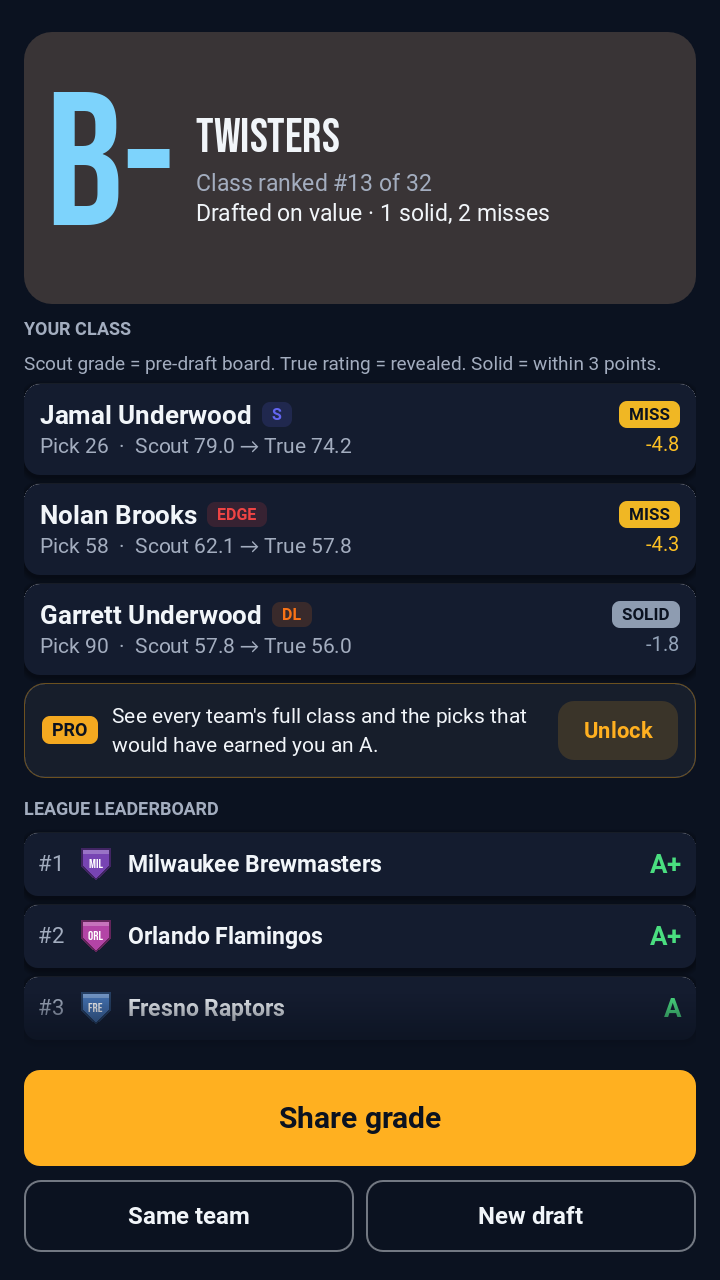 B-
TWISTERS
Class ranked #13 of 32
Drafted on value · 1 solid, 2 misses
YOUR CLASS
Scout grade = pre-draft board. True rating = revealed. Solid = within 3 points.
Jamal Underwood S MISS
Pick 26 · Scout 79.0 → True 74.2 -4.8
Nolan Brooks EDGE MISS
Pick 58 · Scout 62.1 → True 57.8 -4.3
Garrett Underwood DL SOLID
Pick 90 · Scout 57.8 → True 56.0 -1.8
PRO See every team's full class and the picks that
would have earned you an A. Unlock
LEAGUE LEADERBOARD
#1 MIL Milwaukee Brewmasters A+
#2 ORL Orlando Flamingos A+
#3 FRE Fresno Raptors A
Share grade
Same team New draft